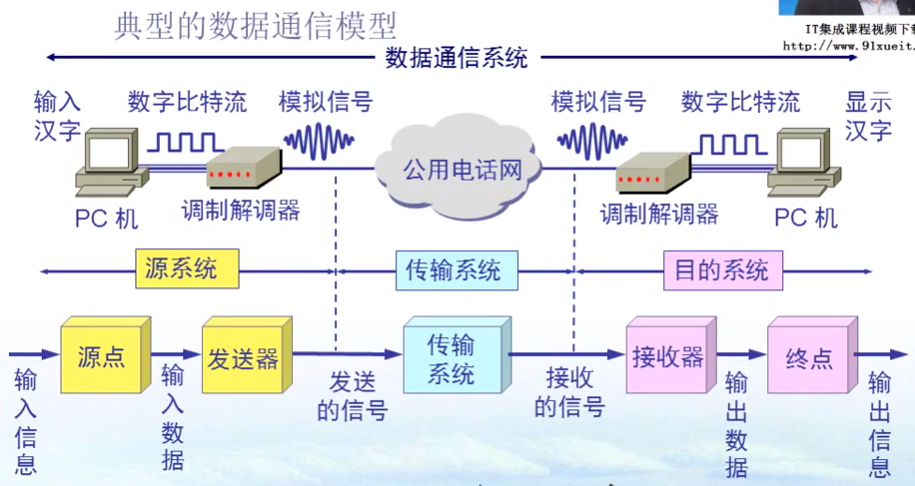 典型的数据通信模型
IT集成课程视频下载
http://www.91xueit.
数据通信系统
输入
汉字
数字比特流
模拟信号
模拟信号
数字比特流
显示
汉字
公用电话网
PC 机
调制解调器
调制解调器
PC 机
源系统
传输系统
目的系统
源点
发送器
传输
系统
接收器
终点
输入信息
输入数据
发送
的信号
接收
的信号
输出数据
输出信息